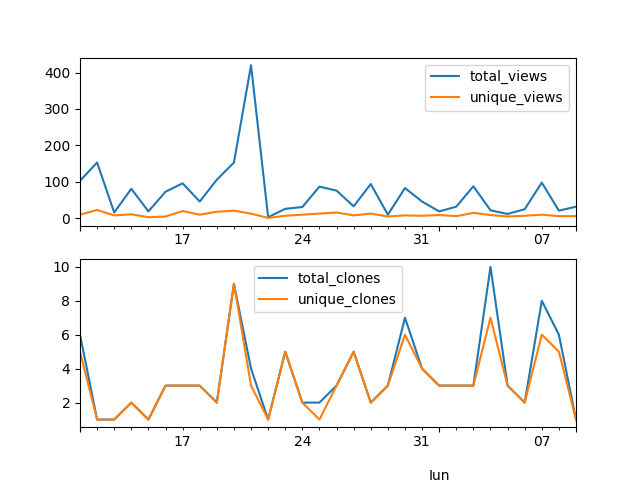 400
300
200
100
0
total_views
unique_views
17 24 31 07
10
8
6
4
2
total_clones
unique_clones
17 24 31 07
Jun